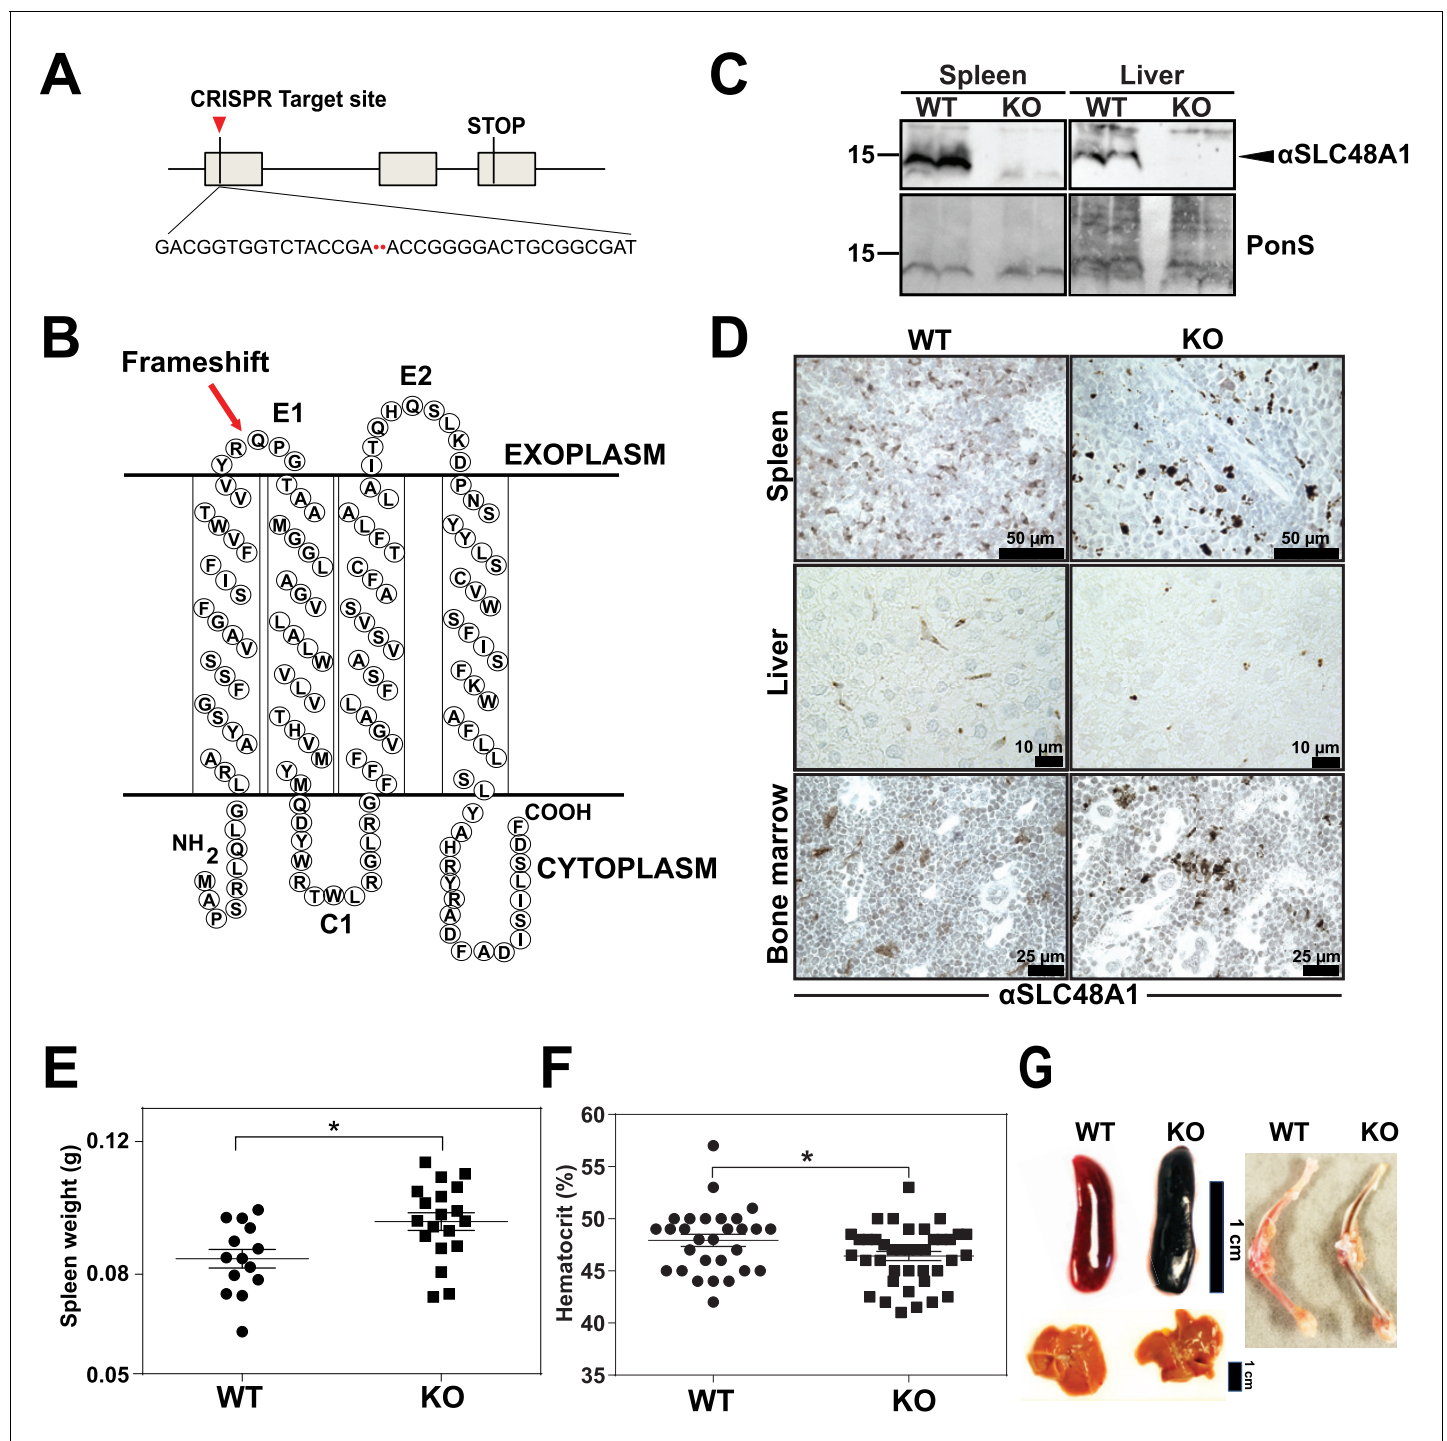 A
CRISPR Target site
STOP
GACGGTGGTCTACCGA••ACCGGGGACTGCGGCGAT
B
Frameshift
E1
E2
EXOPLASM
NH2
COOH
CYTOPLASM
C1
M A P S R L Q L G
L R A
A Y S G
F S S
V A G F
S I F
F V W T
V V
Y R Q P G
T A A
M G G L
A G V
L A L W
V L V
T H V M
Y M
Q D Y W R T W L R G L R G
F F F
V G A L
F S A
V S V S
A F C
T F L A
L A
I T Q H Q S L K D
P N S
Y Y L S
C V W
S F I S
F K W
A F L L
S L
Y A H R Y R A D F A D I S I L S D F
C
Spleen
Liver
WT KO WT KO
15
αSLC48A1
15
PonS
D
WT KO
Spleen
50 µm
50 µm
Liver
10 µm
10 µm
Bone marrow
25 µm
25 µm
αSLC48A1
E
Spleen weight (g)
0.12
0.08
0.05
*
WT KO
F
Hematocrit (%)
60
55
50
45
40
35
*
WT KO
G
WT KO WT KO
1 cm
1 cm